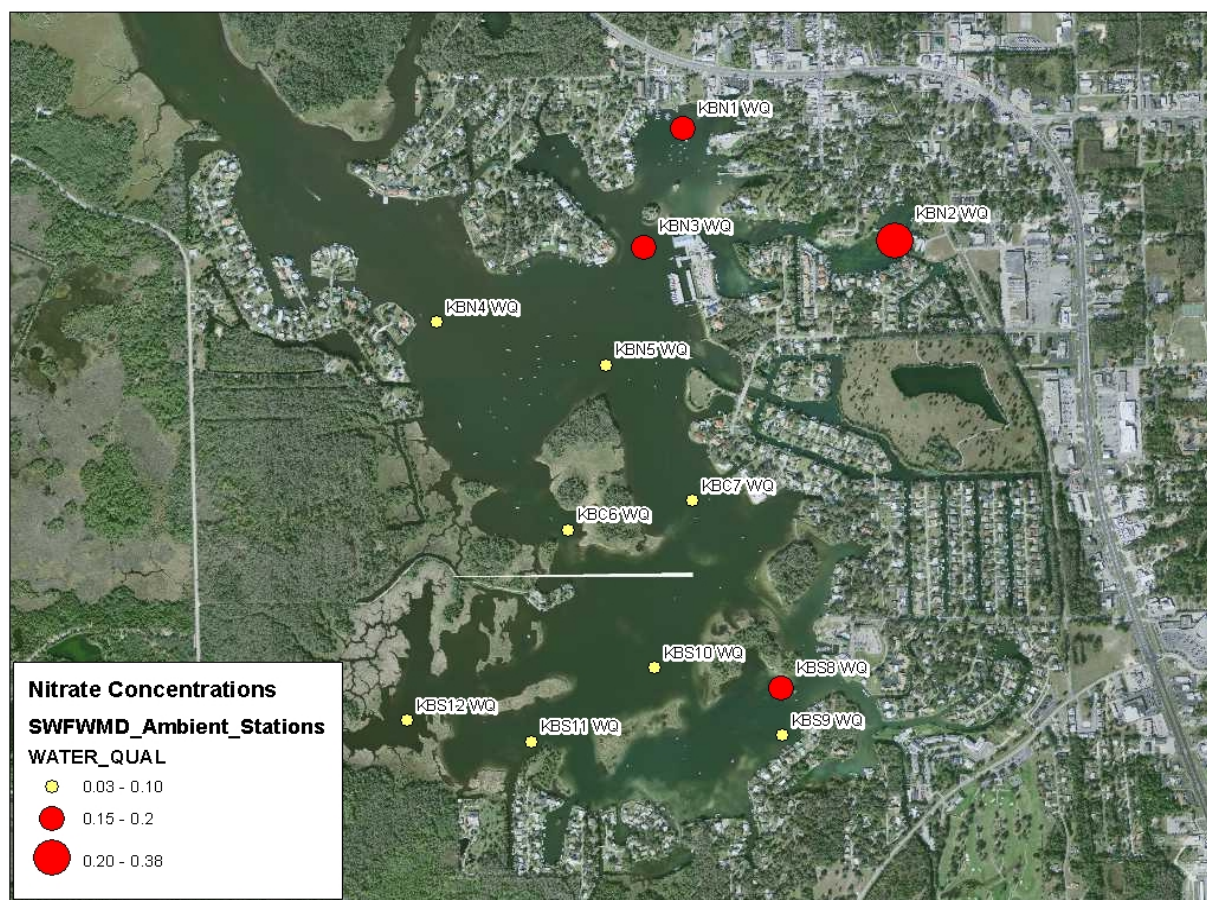 KBN1 WQ
KBN2 WQ
KBN3 WQ
KBN4 WQ
KBN5 WQ
KBC7 WQ
KBC6 WQ
KBS10 WQ
KBS8 WQ
KBS12 WQ
KBS11 WQ
KBS9 WQ
Nitrate Concentrations
SWFWMD_Ambient_Stations
WATER_QUAL
0.03 - 0.10
0.15 - 0.2
0.20 - 0.38